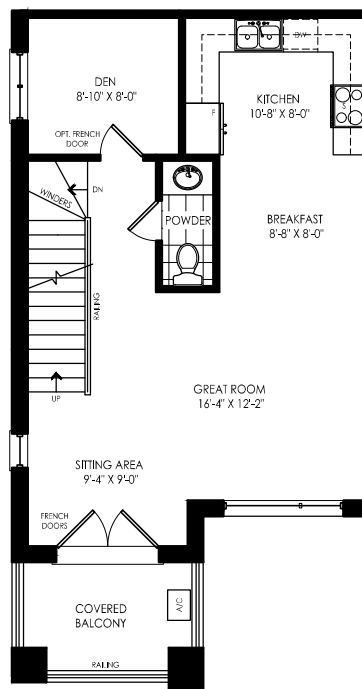 DW
DEN
8'-10" X 8'-0"
KITCHEN
10'-8" X 8'-0"
S
F
OPT. FRENCH
DOOR
WINDERS
DN
POWDER
BREAKFAST
8'-8" X 8'-0"
RAILING
UP
GREAT ROOM
16'-4" X 12'-2"
SITTING AREA
9'-4" X 9'-0"
FRENCH
DOORS
COVERED
BALCONY
A/C
RAILING